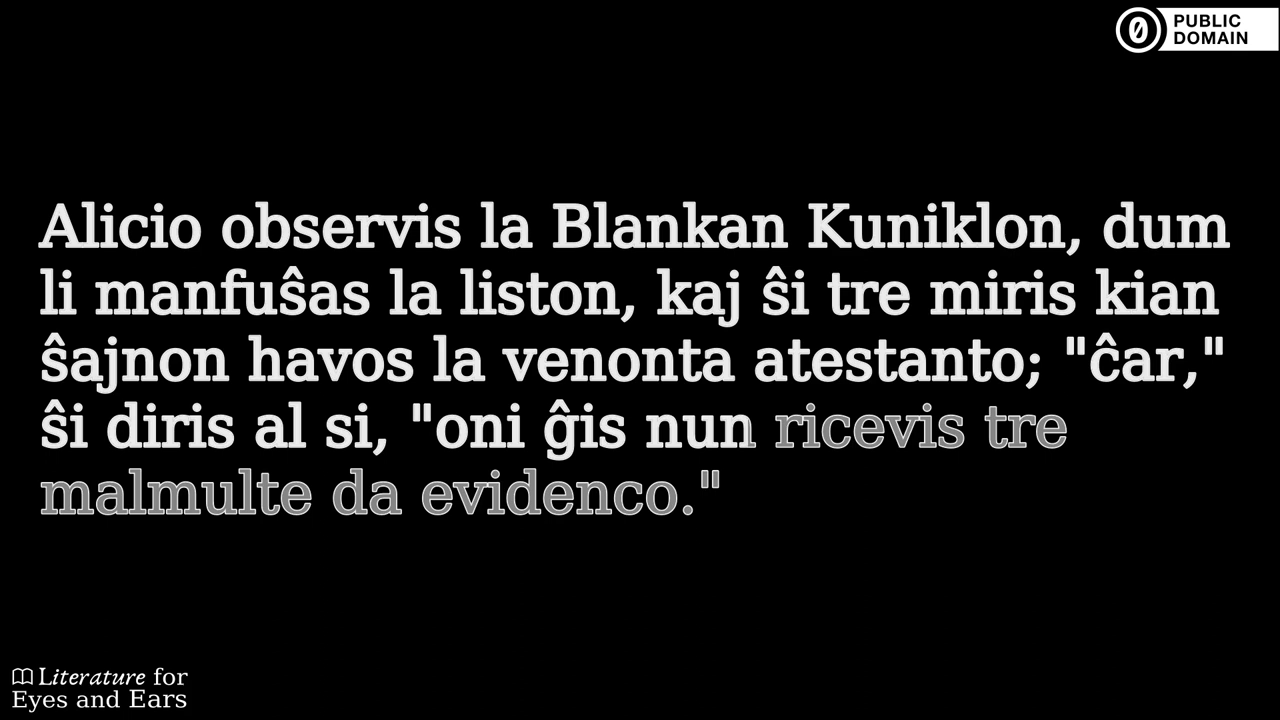 PUBLIC
DOMAIN
Alicio observis la Blankan Kuniklon, dum
li manfuŝas la liston, kaj ŝi tre miris kian
ŝajnon havos la venonta atestanto; "ĉar,"
ŝi diris al si, "oni ĝis nun ricevis tre
malmulte da evidenco."
Literature for
Eyes and Ears